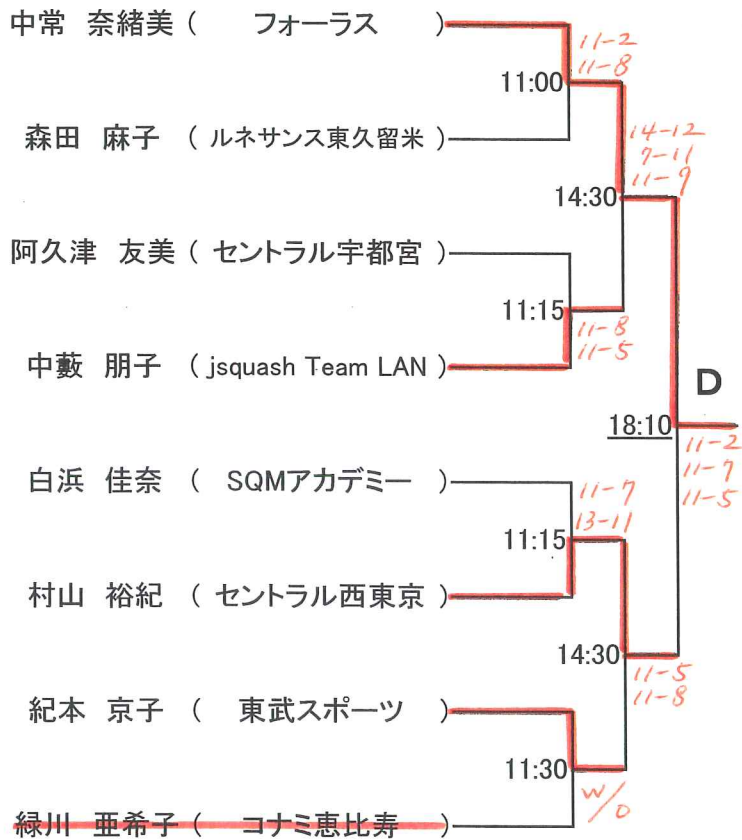 中常 奈緒美 ( フォーラス )
11-2
11-8
11:00
森田 麻子 ( ルネサンス東久留米 )
14-12
7-11
11-9
14:30
阿久津 友美 ( セントラル宇都宮 )
11:15
11-8
11-5
中藪 朋子 ( jsquash Team LAN )
D
18:10
11-2
11-7
11-5
白浜 佳奈 ( SQMアカデミー )
11-7
13-11
11:15
村山 裕紀 ( セントラル西東京 )
14:30
11-5
11-8
紀本 京子 ( 東武スポーツ )
11:30
W/O
緑川 亜希子 ( コナミ恵比寿 )